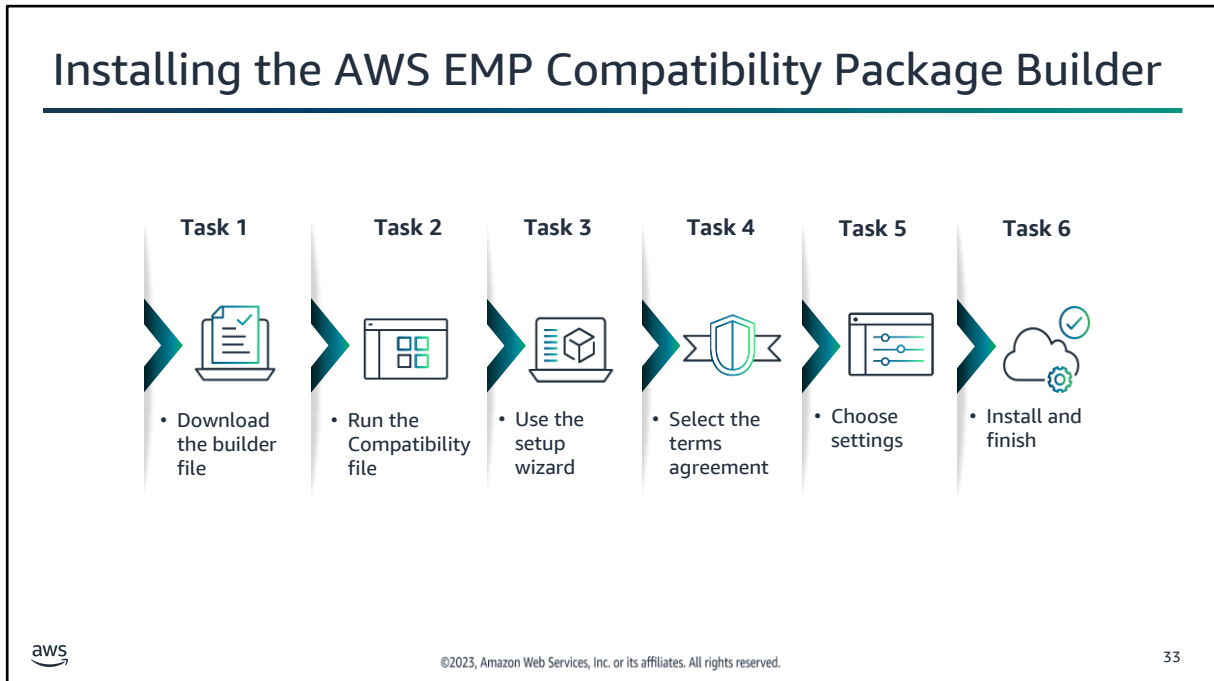 Installing the AWS EMP Compatibility Package Builder
Task 1
• Download
the builder
file
Task 2
• Run the
Compatibility
file
Task 3
• Use the
setup
wizard
Task 4
• Select the
terms
agreement
Task 5
• Choose
settings
Task 6
• Install and
finish
aws
©2023, Amazon Web Services, Inc. or its affiliates. All rights reserved.
33